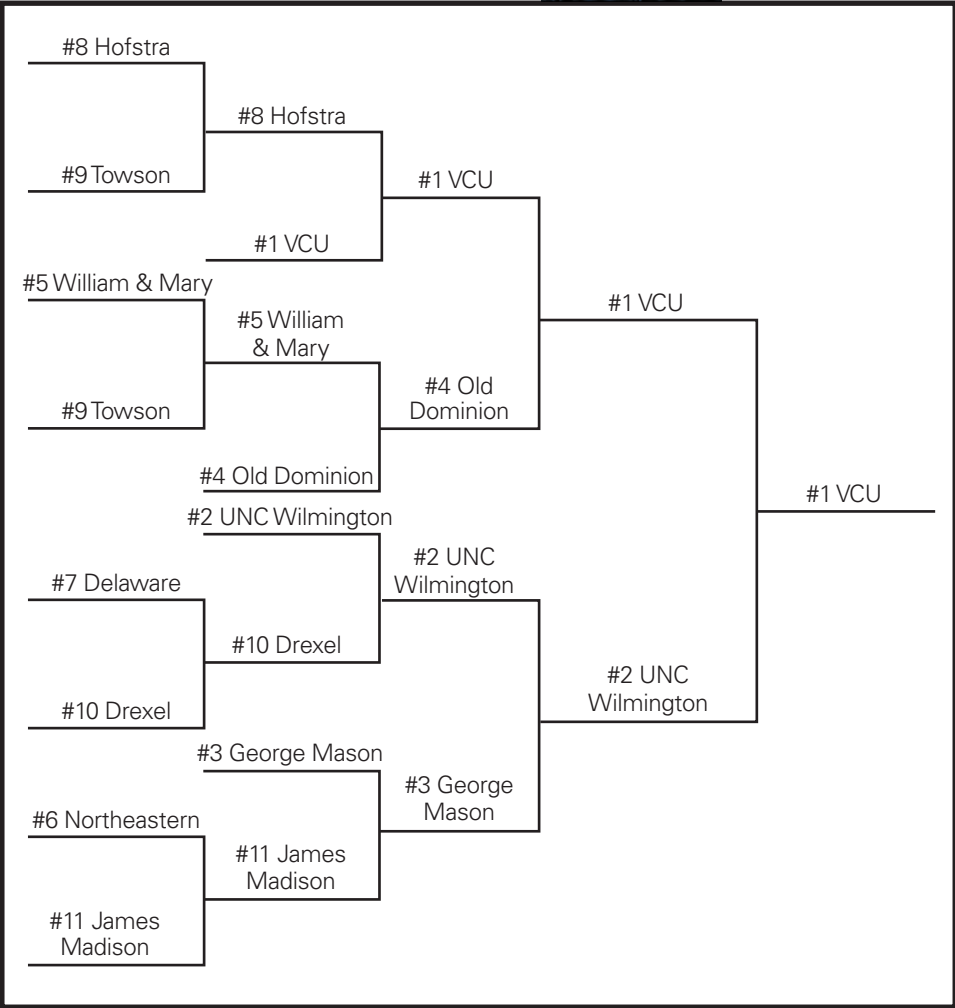 #8 Hofstra
#8 Hofstra
#9 Towson
#1 VCU
#1 VCU
#5 William & Mary
#5 William
& Mary
#1 VCU
#9 Towson
#4 Old
Dominion
#4 Old Dominion
#1 VCU
#2 UNC Wilmington
#7 Delaware
#2 UNC
Wilmington
#10 Drexel
#10 Drexel
#2 UNC
Wilmington
#3 George Mason
#6 Northeastern
#3 George
Mason
#11 James
Madison
#11 James
Madison